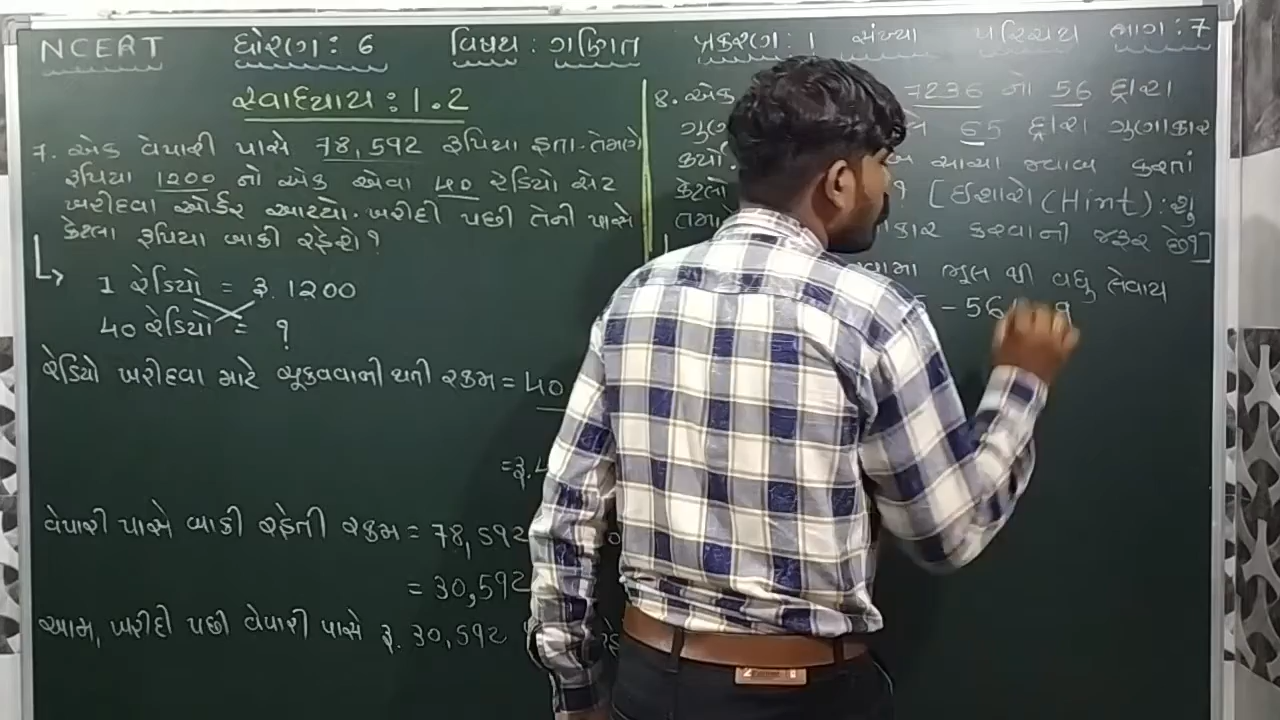 NCERT ધોરણ : 6 વિષય : ગણિત પ્રકરણ : 1 સંખ્યા પરિચય ભાગ : 7
સ્વાધ્યાય : 1.2
7. એક વેપારી પાસે 78,592 રૂપિયા હતા. તેમણે
રૂપિયા 1200 નો એક એવા 40 રેડિયો સેટ
ખરીદવા ઓર્ડર આપ્યો. ખરીદી પછી તેની પાસે
કેટલા રૂપિયા બાકી રહેશે ?
1 રેડિયો = રૂ. 1200
40 રેડિયો = ?
રેડિયો ખરીદવા માટે ચૂકવવાની થતી રકમ = 40
= રૂ. 4
વેપારી પાસે બાકી રહેતી રકમ = 78,592
= 30,592
આમ, ખરીદી પછી વેપારી પાસે રૂ. 30,592
8. એક 7236 ને 56 દ્વારા
65 દ્વારા ગુણાકાર
કર્યો. આવ્યા જવાબ કરતાં
કેટલો ? [ ઈશારો (Hint) : શું
તમારે કરવાની જરૂર છે ? ]
ભૂલ થી વધુ લેવાય
- 56 = 9